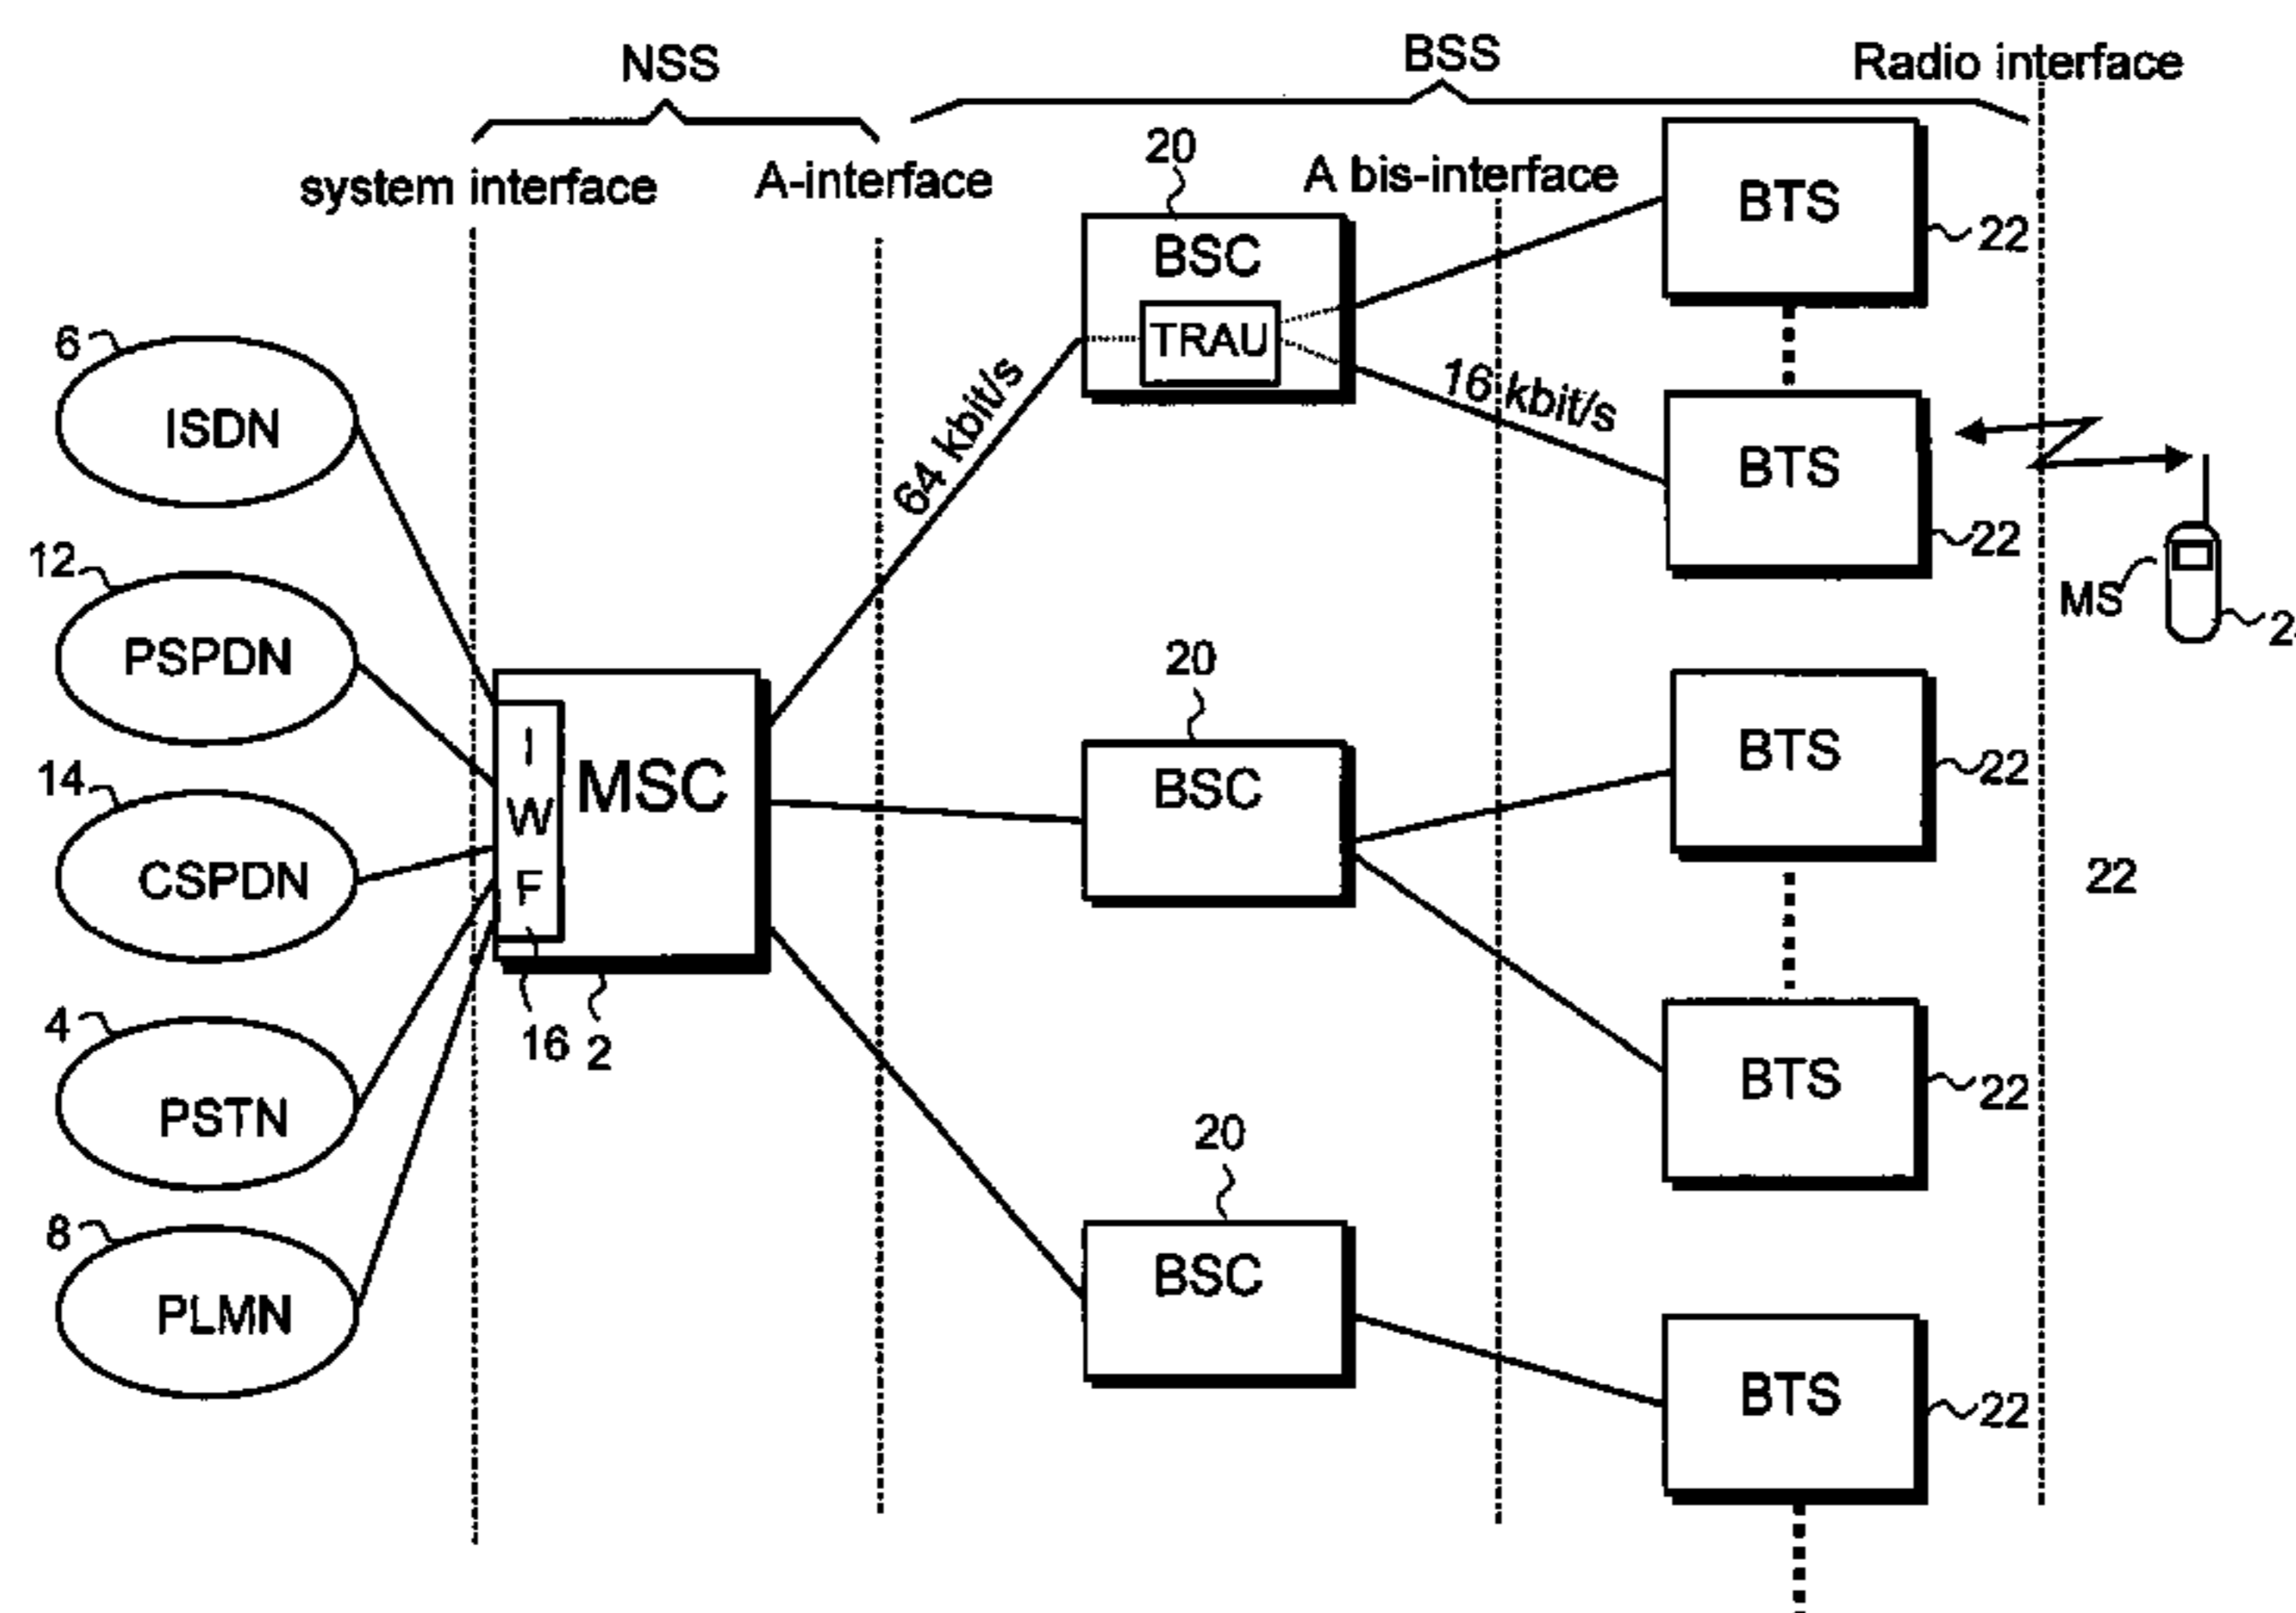 NSS
BSS
Radio interface
system interface
A-interface
20
A bis-interface
BSC
TRAU
BTS
22
6
ISDN
64 kbit/s
16 kbit/s
BTS
22
MS
2
12
PSPDN
14
CSPDN
I
W
F
MSC
16
2
20
BSC
BTS
22
22
4
PSTN
BTS
22
8
PLMN
20
BSC
BTS
22